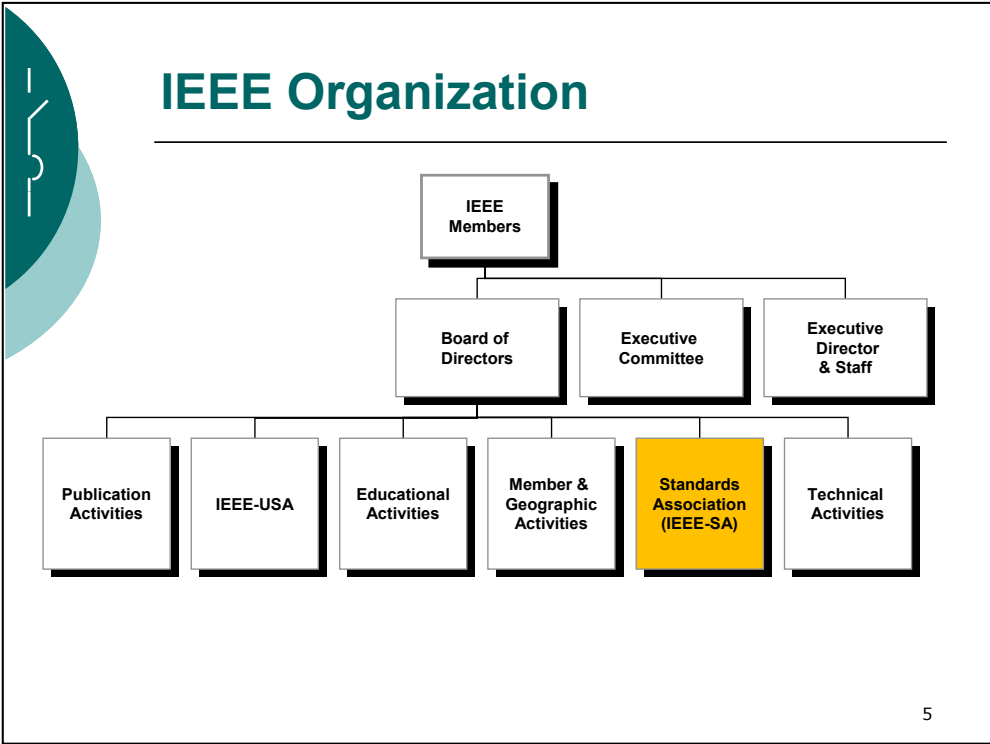 IEEE Organization
IEEE
Members
Board of
Directors
Executive
Committee
Executive
Director
& Staff
Publication
Activities
IEEE-USA
Educational
Activities
Member &
Geographic
Activities
Standards
Association
(IEEE-SA)
Technical
Activities
5